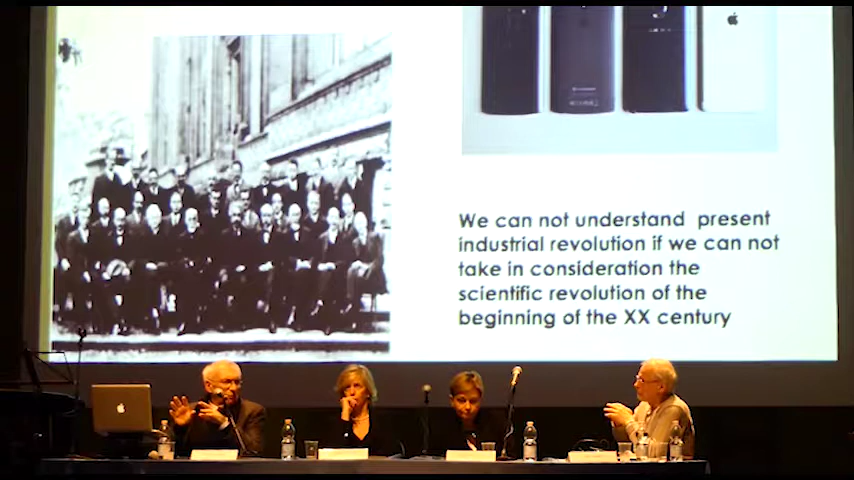 We can not understand present
industrial revolution if we can not
take in consideration the
scientific revolution of the
beginning of the XX century